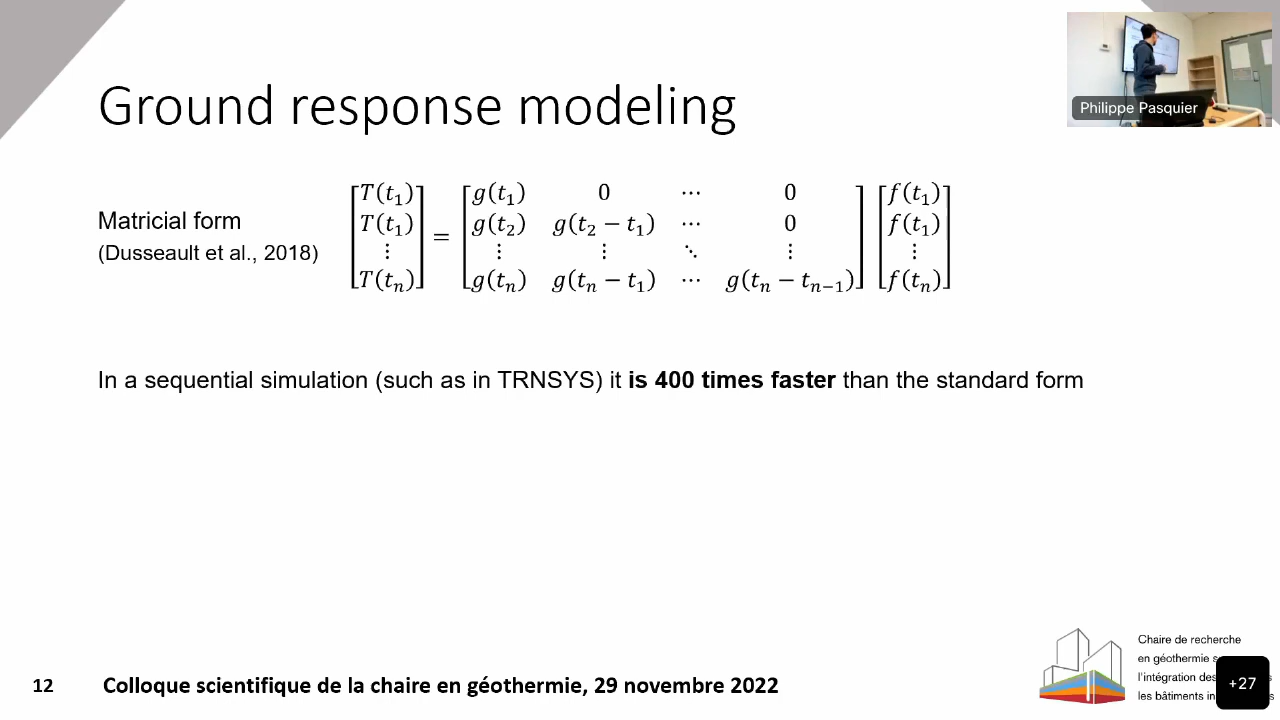 Philippe Pasquier
Ground response modeling
Matricial form
(Dusseault et al., 2018)
[T(t₁) T(t₁) ⋮ T(tₙ)] =
g(t₁) 0 ⋯ 0
g(t₂) g(t₂ − t₁) ⋯ 0
⋮ ⋮ ⋱ ⋮
g(tₙ) g(tₙ − t₁) ⋯ g(tₙ − tₙ₋₁)
[f(t₁) f(t₁) ⋮ f(tₙ)]
In a sequential simulation (such as in TRNSYS) it is 400 times faster than the standard form
Chaire de recherche
en géothermie
l'intégration des
les bâtiments
+27
12
Colloque scientifique de la chaire en géothermie, 29 novembre 2022